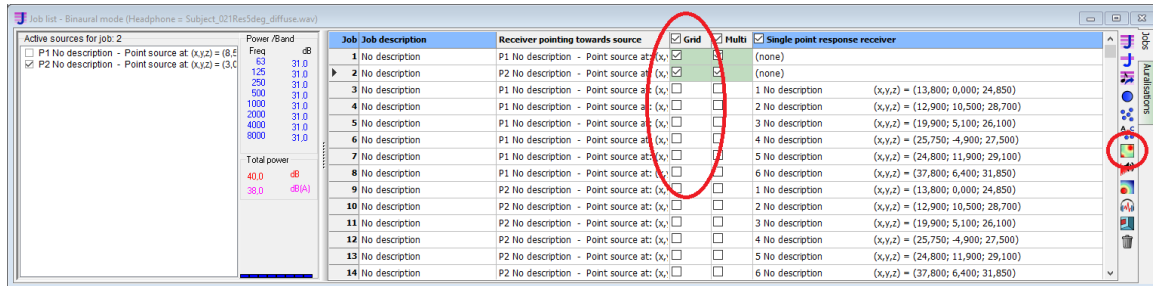 Job list - Binaural mode (Headphone = Subject_021Res5deg_diffuse.wav)
Active sources for job: 2
P1 No description - Point source at: (x,y,z) = (8,5
P2 No description - Point source at: (x,y,z) = (3,0
Power /Band
Freq dB
63 31.0
125 31.0
250 31.0
500 31.0
1000 31.0
2000 31.0
4000 31.0
8000 31,0
Total power
40.0 dB
38.0 dB(A)
Job Job description Receiver pointing towards source Grid Multi Single point response receiver
1 No description P1 No description - Point source at: (x,y (none)
2 No description P2 No description - Point source at: (x,y (none)
3 No description P1 No description - Point source at: (x,y 1 No description (x,y,z) = (13,800; 0,000; 24,850)
4 No description P1 No description - Point source at: (x,y 2 No description (x,y,z) = (12,900; 10,500; 28,700)
5 No description P1 No description - Point source at: (x,y 3 No description (x,y,z) = (19,900; 5,100; 26,100)
6 No description P1 No description - Point source at: (x,y 4 No description (x,y,z) = (25,750; -4,900; 27,500)
7 No description P1 No description - Point source at: (x,y 5 No description (x,y,z) = (24,800; 11,900; 29,100)
8 No description P1 No description - Point source at: (x,y 6 No description (x,y,z) = (37,800; 6,400; 31,850)
9 No description P2 No description - Point source at: (x,y 1 No description (x,y,z) = (13,800; 0,000; 24,850)
10 No description P2 No description - Point source at: (x,y 2 No description (x,y,z) = (12,900; 10,500; 28,700)
11 No description P2 No description - Point source at: (x,y 3 No description (x,y,z) = (19,900; 5,100; 26,100)
12 No description P2 No description - Point source at: (x,y 4 No description (x,y,z) = (25,750; -4,900; 27,500)
13 No description P2 No description - Point source at: (x,y 5 No description (x,y,z) = (24,800; 11,900; 29,100)
14 No description P2 No description - Point source at: (x,y 6 No description (x,y,z) = (37,800; 6,400; 31,850)
Jobs
Auralisations